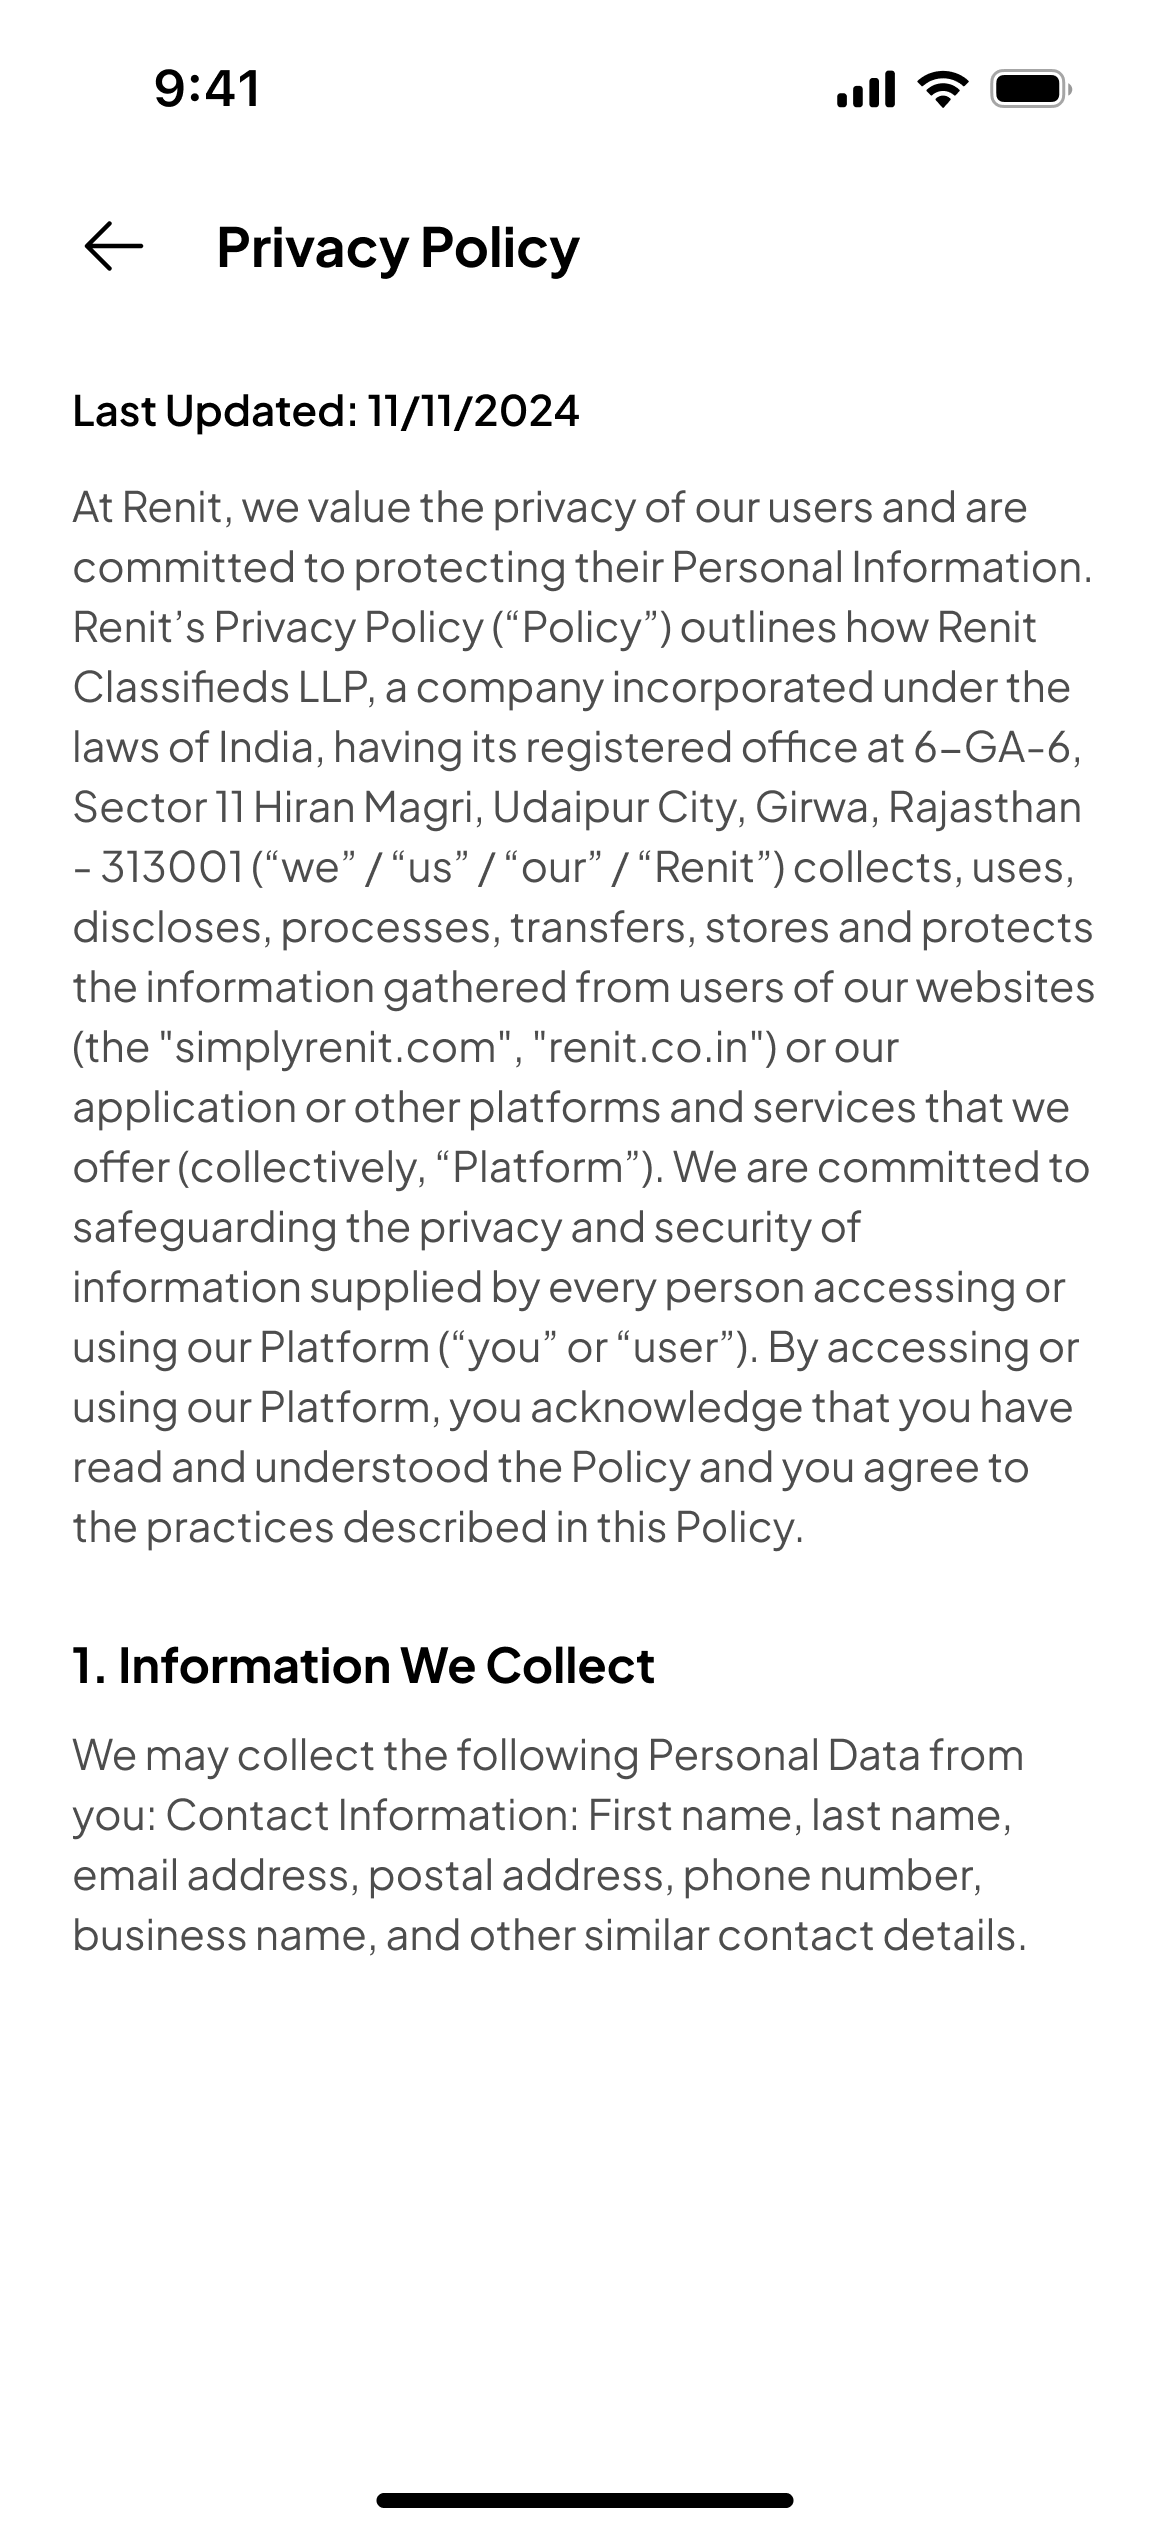 9:41
Privacy Policy
Last Updated: 11/11/2024
At Renit, we value the privacy of our users and are
committed to protecting their Personal Information.
Renit’s Privacy Policy (“Policy”) outlines how Renit
Classifieds LLP, a company incorporated under the
laws of India, having its registered office at 6–GA-6,
Sector 11 Hiran Magri, Udaipur City, Girwa, Rajasthan
- 313001 (“we” / “us” / “our” / “Renit”) collects, uses,
discloses, processes, transfers, stores and protects
the information gathered from users of our websites
(the "simplyrenit.com", "renit.co.in") or our
application or other platforms and services that we
offer (collectively, “Platform”). We are committed to
safeguarding the privacy and security of
information supplied by every person accessing or
using our Platform (“you” or “user”). By accessing or
using our Platform, you acknowledge that you have
read and understood the Policy and you agree to
the practices described in this Policy.
1. Information We Collect
We may collect the following Personal Data from
you: Contact Information: First name, last name,
email address, postal address, phone number,
business name, and other similar contact details.